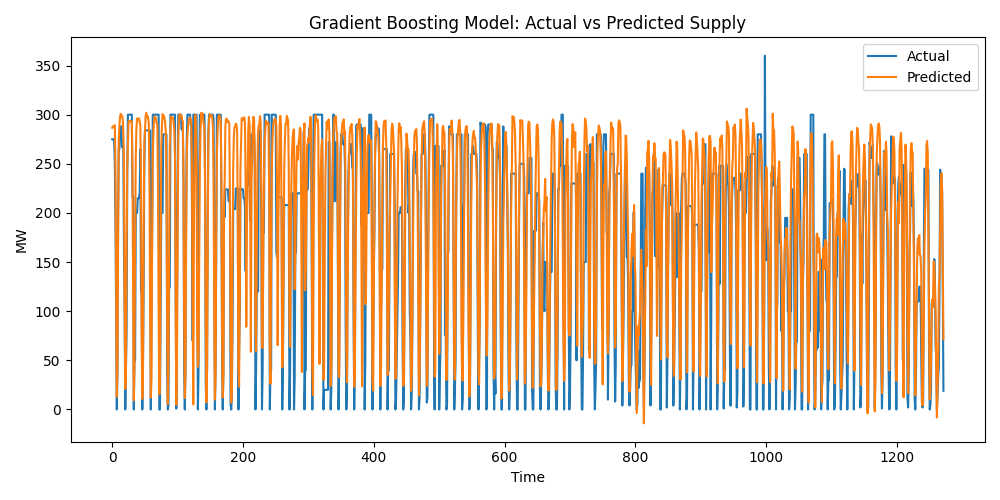 Gradient Boosting Model: Actual vs Predicted Supply
Actual
Predicted
MW
350
300
250
200
150
100
50
0
0 200 400 600 800 1000 1200
Time